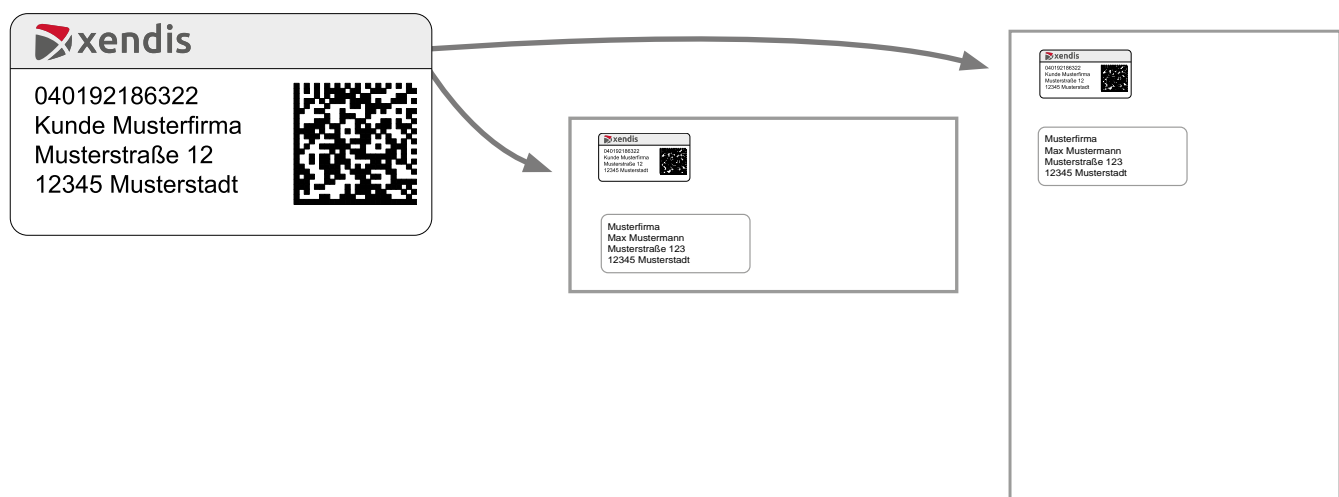 xendis
040192186322
Kunde Musterfirma
Musterstraße 12
12345 Musterstadt
xendis
040192186322
Kunde Musterfirma
Musterstraße 12
12345 Musterstadt
Musterfirma
Max Mustermann
Musterstraße 123
12345 Musterstadt
xendis
040192186322
Kunde Musterfirma
Musterstraße 12
12345 Musterstadt
Musterfirma
Max Mustermann
Musterstraße 123
12345 Musterstadt